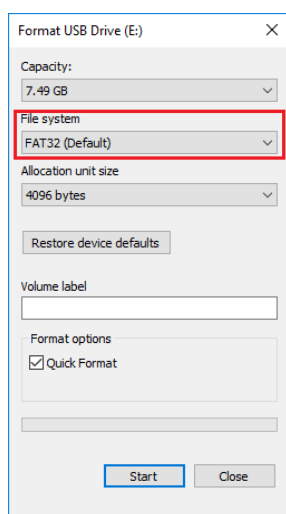 Format USB Drive (E:)
Capacity:
7.49 GB
File system
FAT32 (Default)
Allocation unit size
4096 bytes
Restore device defaults
Volume label
Format options
Quick Format
Start Close